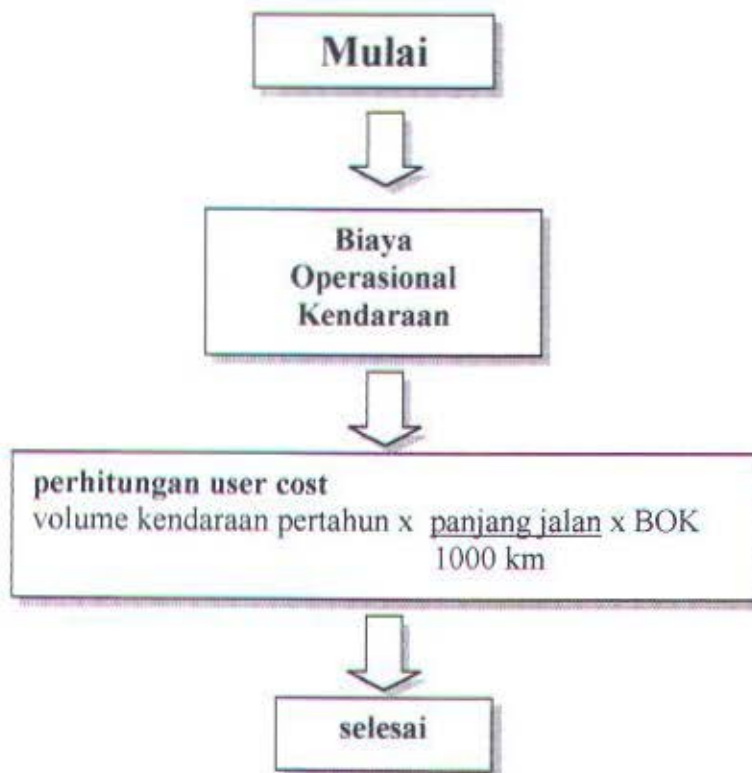 Mulai
Biaya
Operasional
Kendaraan
perhitungan user cost
volume kendaraan pertahun x panjang jalan x BOK
1000 km
selesai